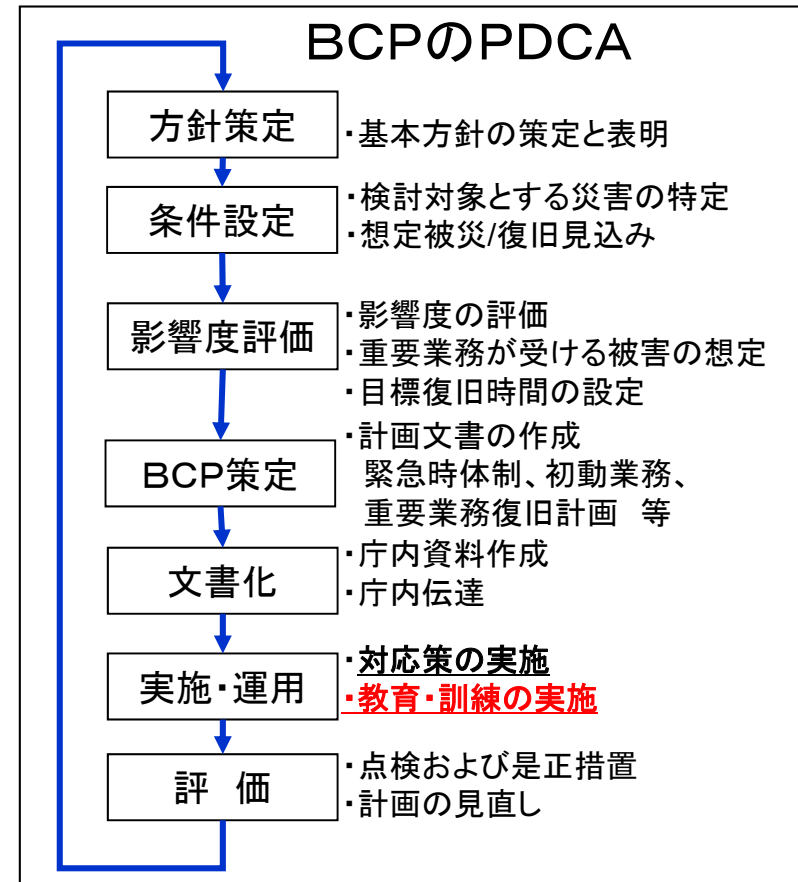 BCPのPDCA
方針策定
・基本方針の策定と表明
条件設定
・検討対象とする災害の特定
・想定被災/復旧見込み
影響度評価
・影響度の評価
・重要業務が受ける被害の想定
・目標復旧時間の設定
BCP策定
・計画文書の作成
緊急時体制、初動業務、
重要業務復旧計画　等
文書化
・庁内資料作成
・庁内伝達
実施・運用
・対応策の実施
・教育・訓練の実施
評　価
・点検および是正措置
・計画の見直し